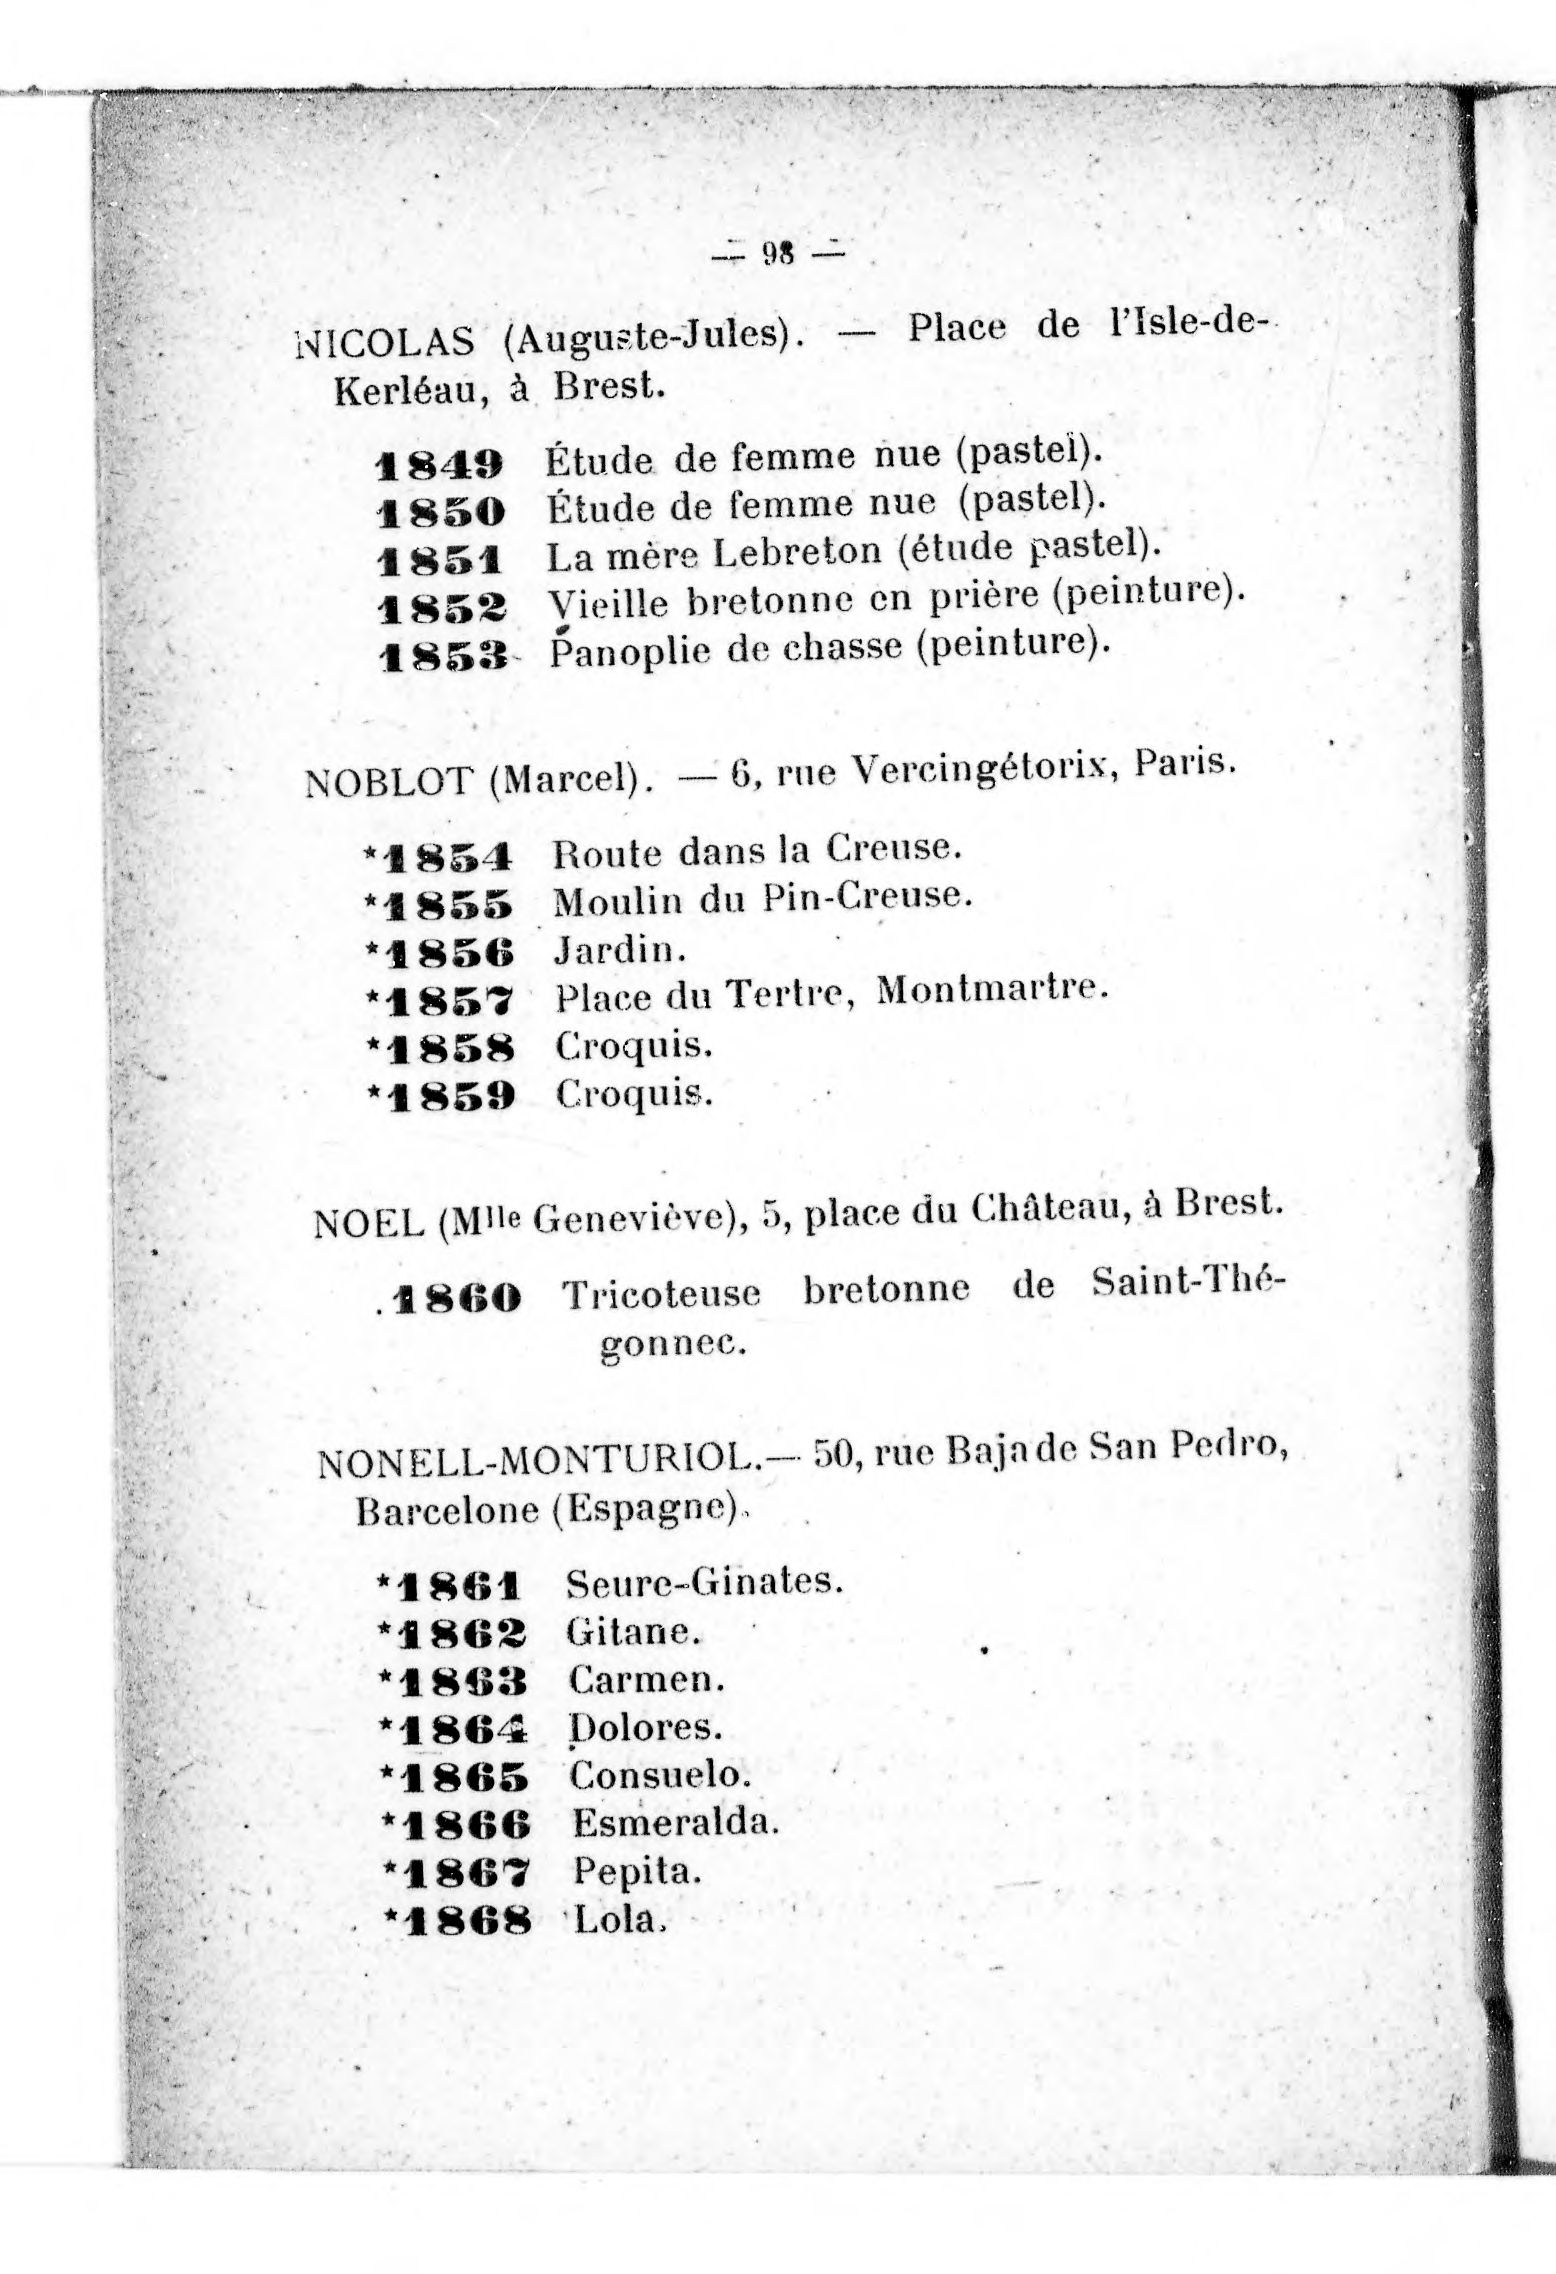 — 98 —
NICOLAS (Auguste-Jules). — Place de l'Isle-de-
Kerléau, à Brest.
1849 Étude de femme nue (pastel).
1850 Étude de femme nue (pastel).
1851 La mère Lebreton (étude pastel).
1852 Vieille bretonne en prière (peinture).
1853 Panoplie de chasse (peinture).
NOBLOT (Marcel). — 6, rue Vercingétorix, Paris.
*1854 Route dans la Creuse.
*1855 Moulin du Pin-Creuse.
*1856 Jardin.
*1857 Place du Tertre, Montmartre.
*1858 Croquis.
*1859 Croquis.
NOEL (Mlle Geneviève), 5, place du Château, à Brest.
1860 Tricoteuse bretonne de Saint-Thé-
gonnec.
NONELL-MONTURIOL.— 50, rue Baja de San Pedro,
Barcelone (Espagne).
*1861 Seure-Ginates.
*1862 Gitane.
*1863 Carmen.
*1864 Dolores.
*1865 Consuelo.
*1866 Esmeralda.
*1867 Pepita.
*1868 Lola.